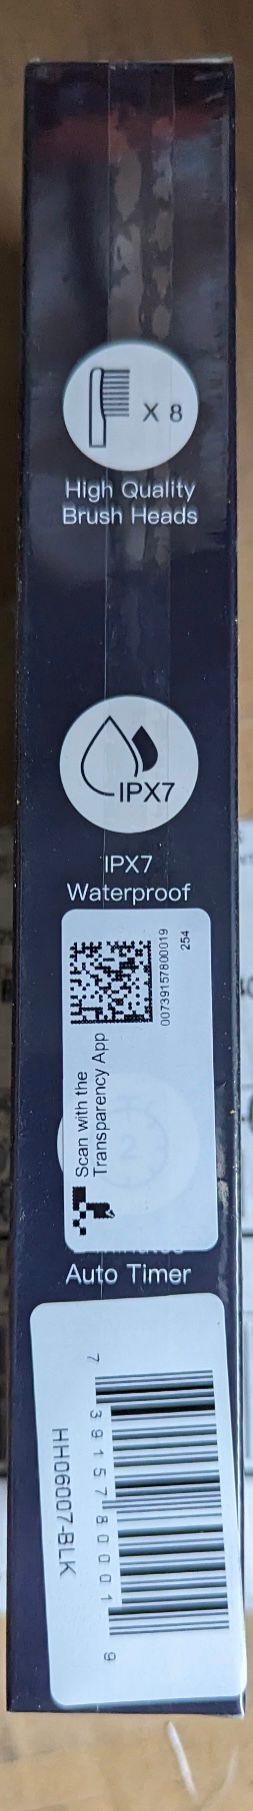 X 8
High Quality
Brush Heads
IPX7
IPX7
Waterproof
Scan with the
Transparency App
00739157800019
254
2
Auto Timer
7 39157 80001 9
HH06007-BLK